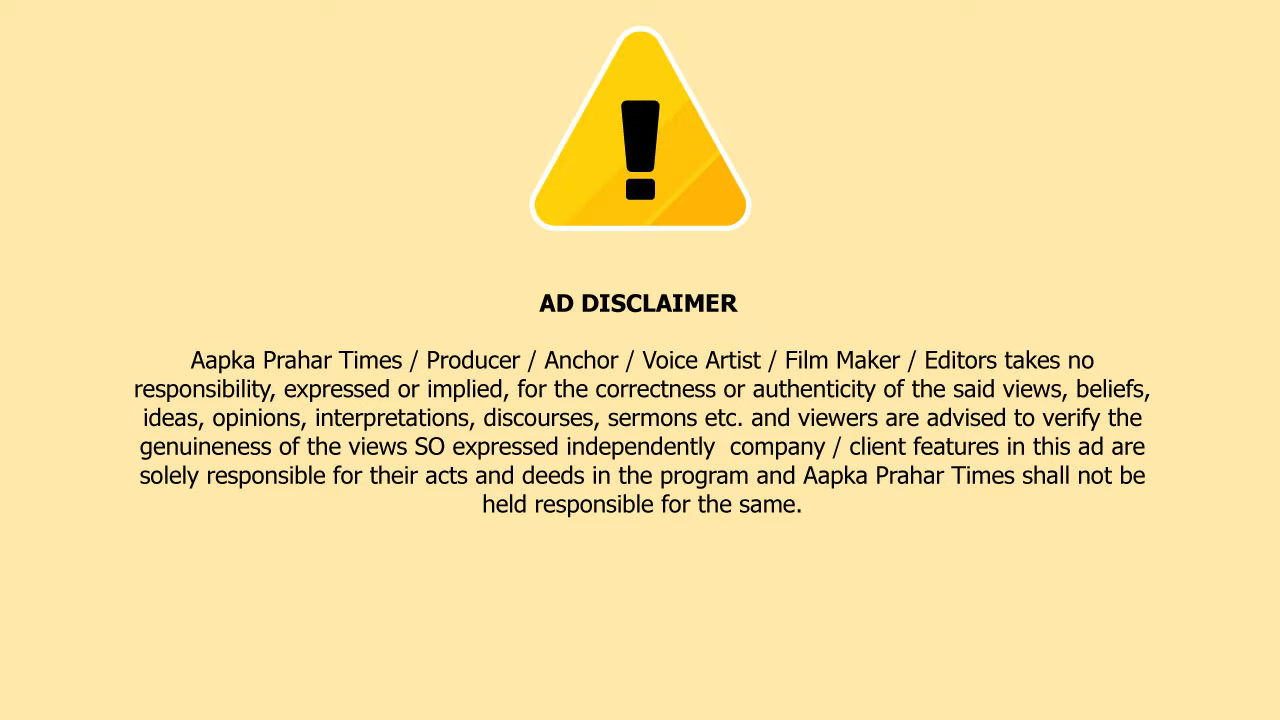 AD DISCLAIMER
Aapka Prahar Times / Producer / Anchor / Voice Artist / Film Maker / Editors takes no
responsibility, expressed or implied, for the correctness or authenticity of the said views, beliefs,
ideas, opinions, interpretations, discourses, sermons etc. and viewers are advised to verify the
genuineness of the views SO expressed independently  company / client features in this ad are
solely responsible for their acts and deeds in the program and Aapka Prahar Times shall not be
held responsible for the same.